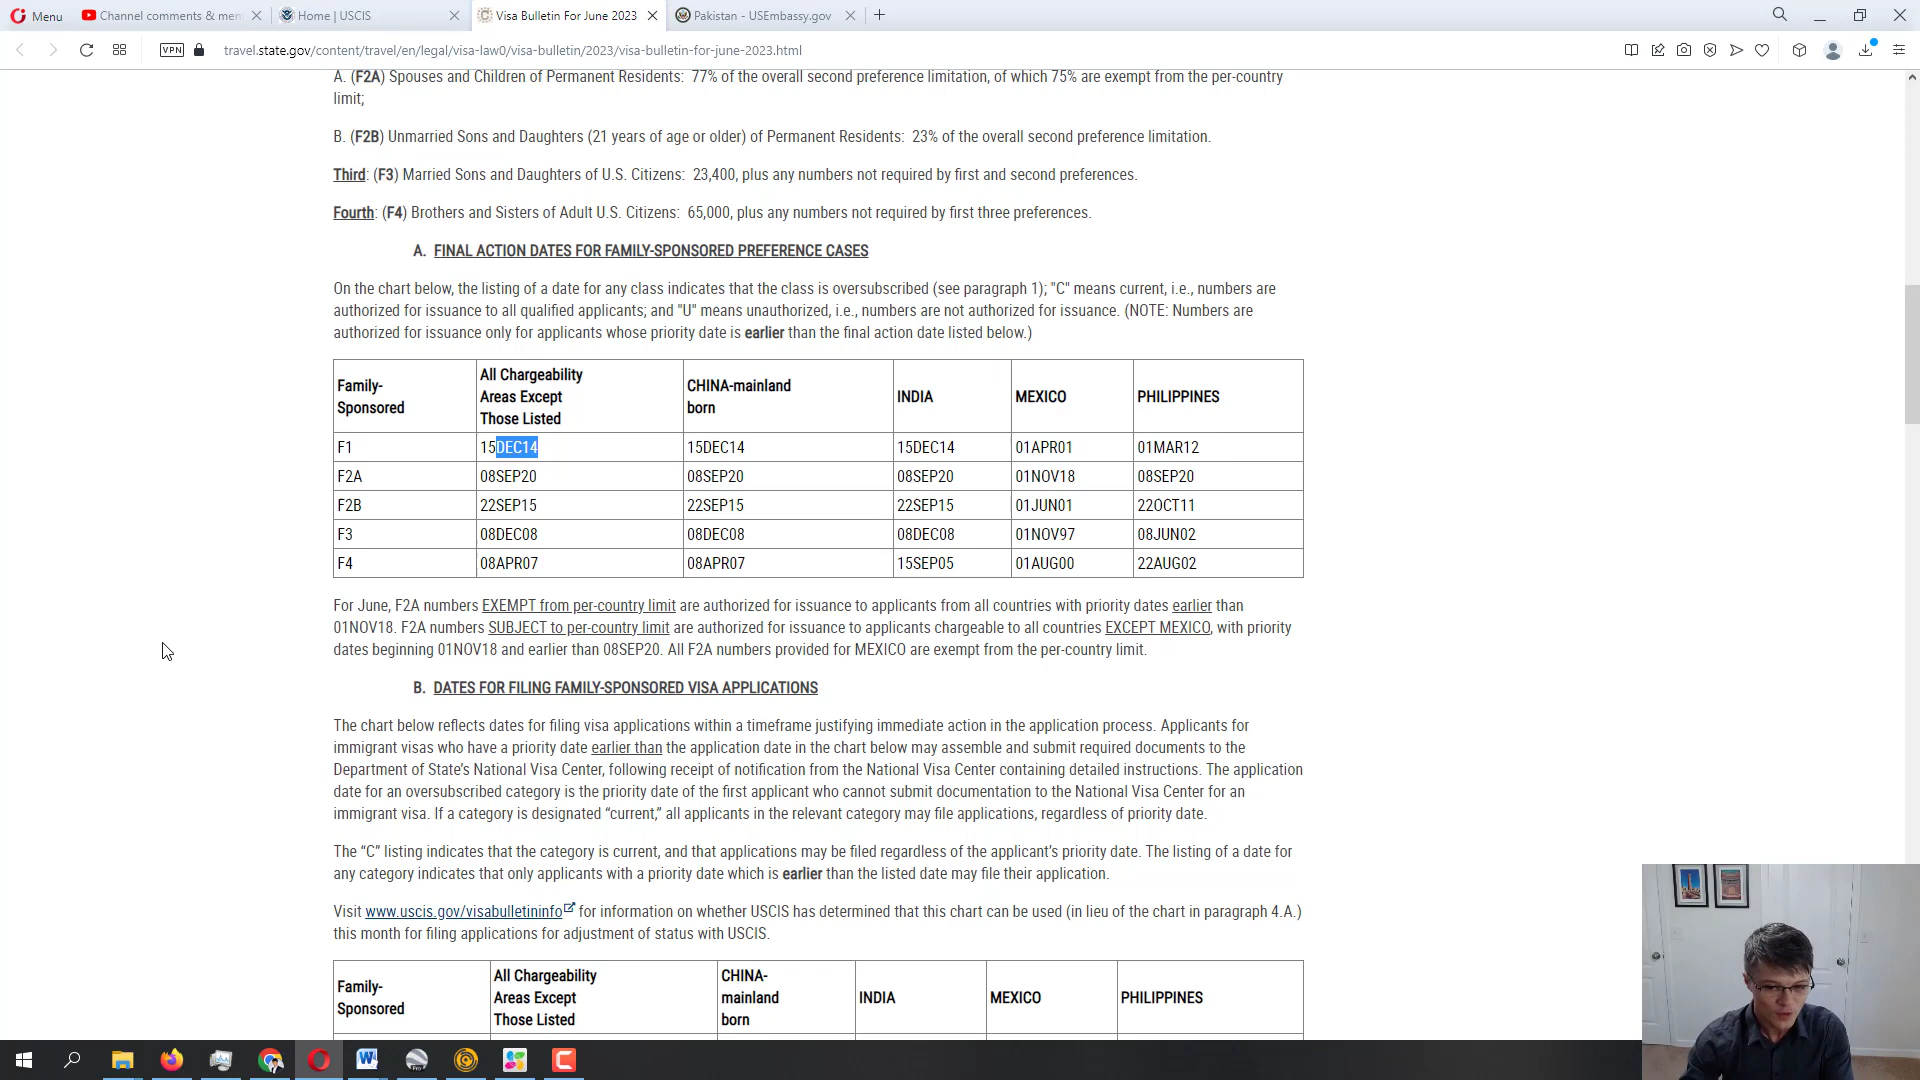 Menu
Channel comments & men
Home | USCIS
Visa Bulletin For June 2023
Pakistan - USEmbassy.gov
VPN
travel.state.gov/content/travel/en/legal/visa-law0/visa-bulletin/2023/visa-bulletin-for-june-2023.html
A. (F2A) Spouses and Children of Permanent Residents:  77% of the overall second preference limitation, of which 75% are exempt from the per-country
limit;
B. (F2B) Unmarried Sons and Daughters (21 years of age or older) of Permanent Residents:  23% of the overall second preference limitation.
Third: (F3) Married Sons and Daughters of U.S. Citizens:  23,400, plus any numbers not required by first and second preferences.
Fourth: (F4) Brothers and Sisters of Adult U.S. Citizens:  65,000, plus any numbers not required by first three preferences.
A. FINAL ACTION DATES FOR FAMILY-SPONSORED PREFERENCE CASES
On the chart below, the listing of a date for any class indicates that the class is oversubscribed (see paragraph 1); "C" means current, i.e., numbers are
authorized for issuance to all qualified applicants; and "U" means unauthorized, i.e., numbers are not authorized for issuance. (NOTE: Numbers are
authorized for issuance only for applicants whose priority date is earlier than the final action date listed below.)
Family-
Sponsored
All Chargeability
Areas Except
Those Listed
CHINA-mainland
born
INDIA
MEXICO
PHILIPPINES
F1 15DEC14 15DEC14 15DEC14 01APR01 01MAR12
F2A 08SEP20 08SEP20 08SEP20 01NOV18 08SEP20
F2B 22SEP15 22SEP15 22SEP15 01JUN01 22OCT11
F3 08DEC08 08DEC08 08DEC08 01NOV97 08JUN02
F4 08APR07 08APR07 15SEP05 01AUG00 22AUG02
For June, F2A numbers EXEMPT from per-country limit are authorized for issuance to applicants from all countries with priority dates earlier than
01NOV18. F2A numbers SUBJECT to per-country limit are authorized for issuance to applicants chargeable to all countries EXCEPT MEXICO, with priority
dates beginning 01NOV18 and earlier than 08SEP20. All F2A numbers provided for MEXICO are exempt from the per-country limit.
B. DATES FOR FILING FAMILY-SPONSORED VISA APPLICATIONS
The chart below reflects dates for filing visa applications within a timeframe justifying immediate action in the application process. Applicants for
immigrant visas who have a priority date earlier than the application date in the chart below may assemble and submit required documents to the
Department of State's National Visa Center, following receipt of notification from the National Visa Center containing detailed instructions. The application
date for an oversubscribed category is the priority date of the first applicant who cannot submit documentation to the National Visa Center for an
immigrant visa. If a category is designated “current,” all applicants in the relevant category may file applications, regardless of priority date.
The “C” listing indicates that the category is current, and that applications may be filed regardless of the applicant's priority date. The listing of a date for
any category indicates that only applicants with a priority date which is earlier than the listed date may file their application.
Visit www.uscis.gov/visabulletininfo for information on whether USCIS has determined that this chart can be used (in lieu of the chart in paragraph 4.A.)
this month for filing applications for adjustment of status with USCIS.
Family-
Sponsored
All Chargeability
Areas Except
Those Listed
CHINA-
mainland
born
INDIA
MEXICO
PHILIPPINES